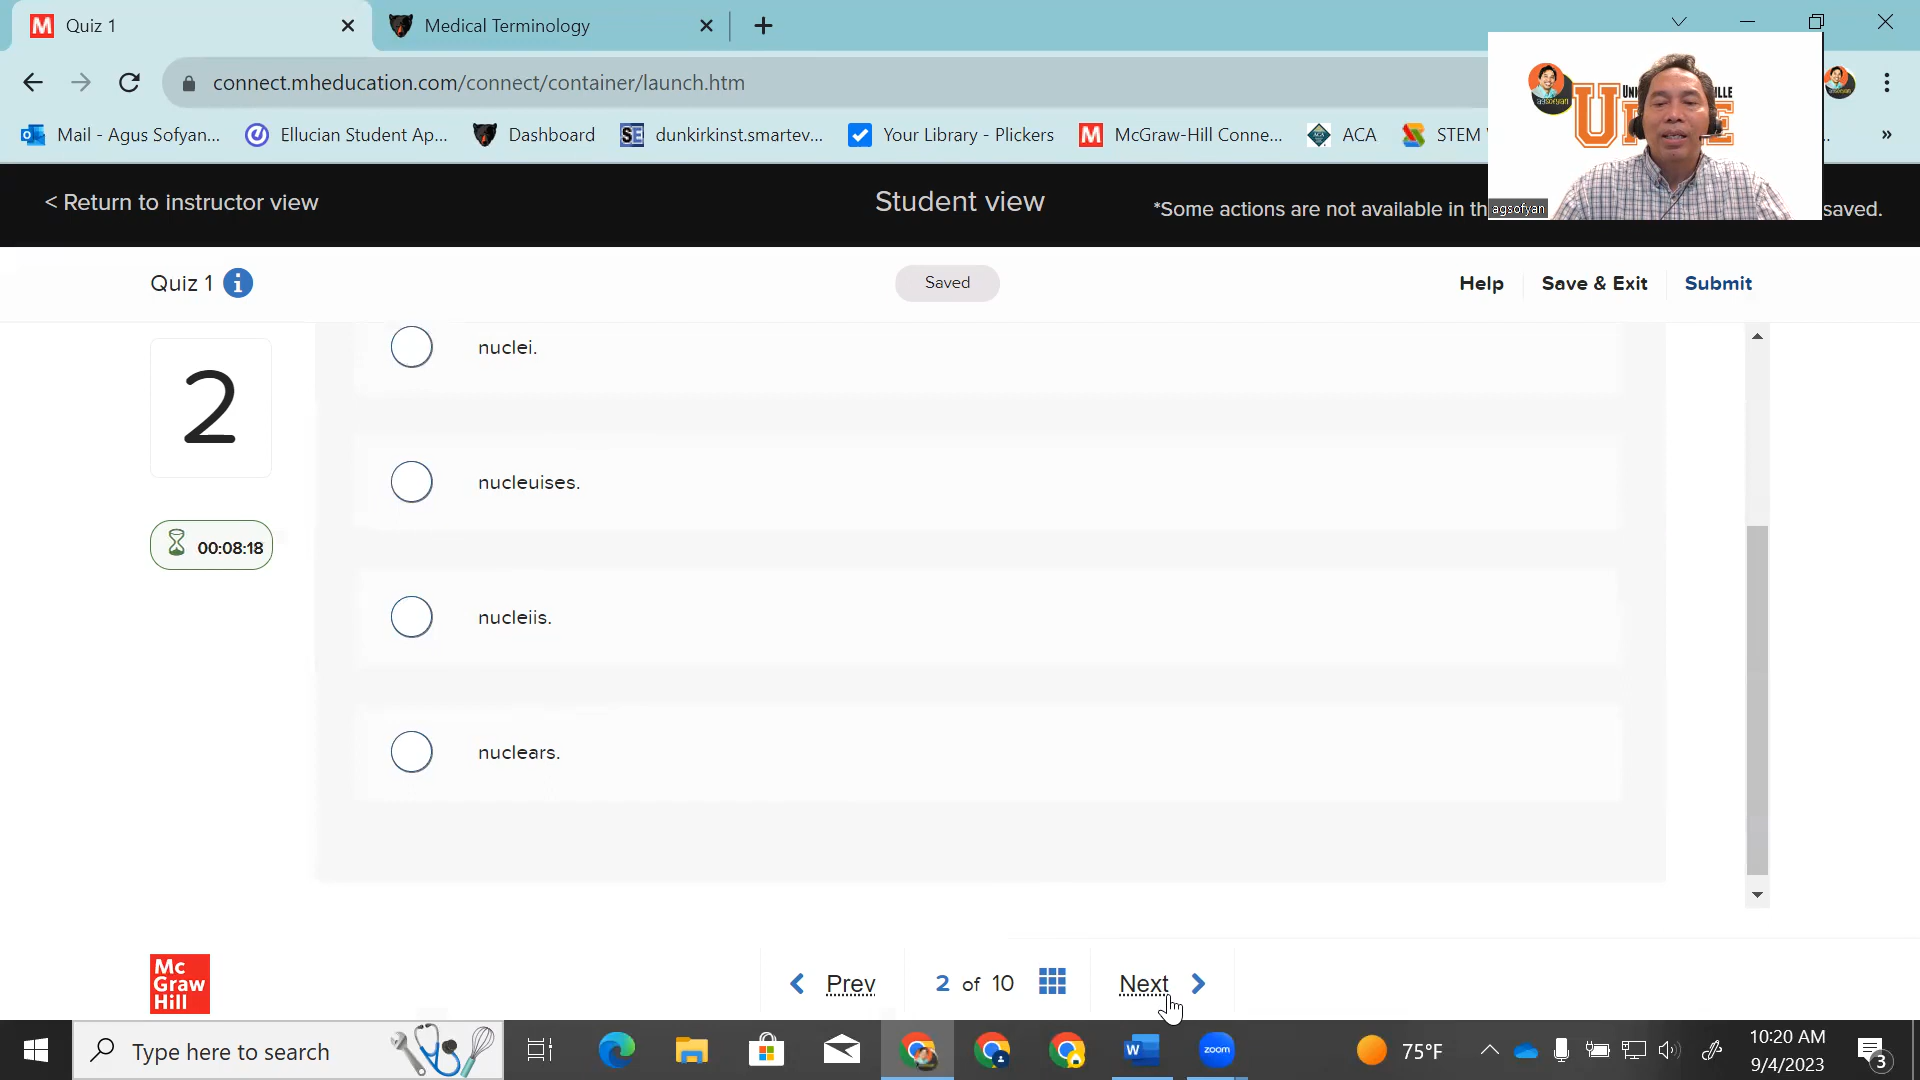 Quiz 1
Medical Terminology
connect.mheducation.com/connect/container/launch.htm
Mail - Agus Sofyan...
Ellucian Student Ap...
Dashboard
dunkirkinst.smartev...
Your Library - Plickers
McGraw-Hill Conne...
ACA
STEM
»
agsofyan
< Return to instructor view
Student view
*Some actions are not available in th
saved.
Quiz 1
Saved
Help
Save & Exit
Submit
2
00:08:18
nuclei.
nucleuises.
nucleiis.
nuclears.
Mc
Graw
Hill
Prev
2 of 10
Next
Type here to search
zoom
75°F
10:20 AM
9/4/2023
3